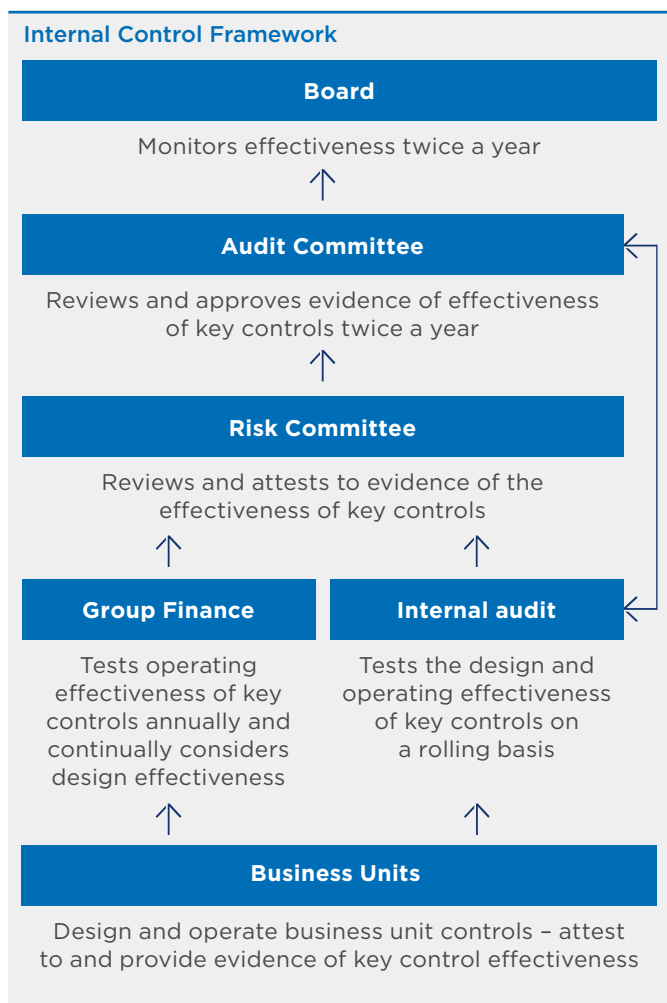 Internal Control Framework
Board
Monitors effectiveness twice a year
Audit Committee
Reviews and approves evidence of effectiveness
of key controls twice a year
Risk Committee
Reviews and attests to evidence of the
effectiveness of key controls
Group Finance
Tests operating
effectiveness of key
controls annually and
continually considers
design effectiveness
Internal audit
Tests the design and
operating effectiveness
of key controls on
a rolling basis
Business Units
Design and operate business unit controls – attest
to and provide evidence of key control effectiveness